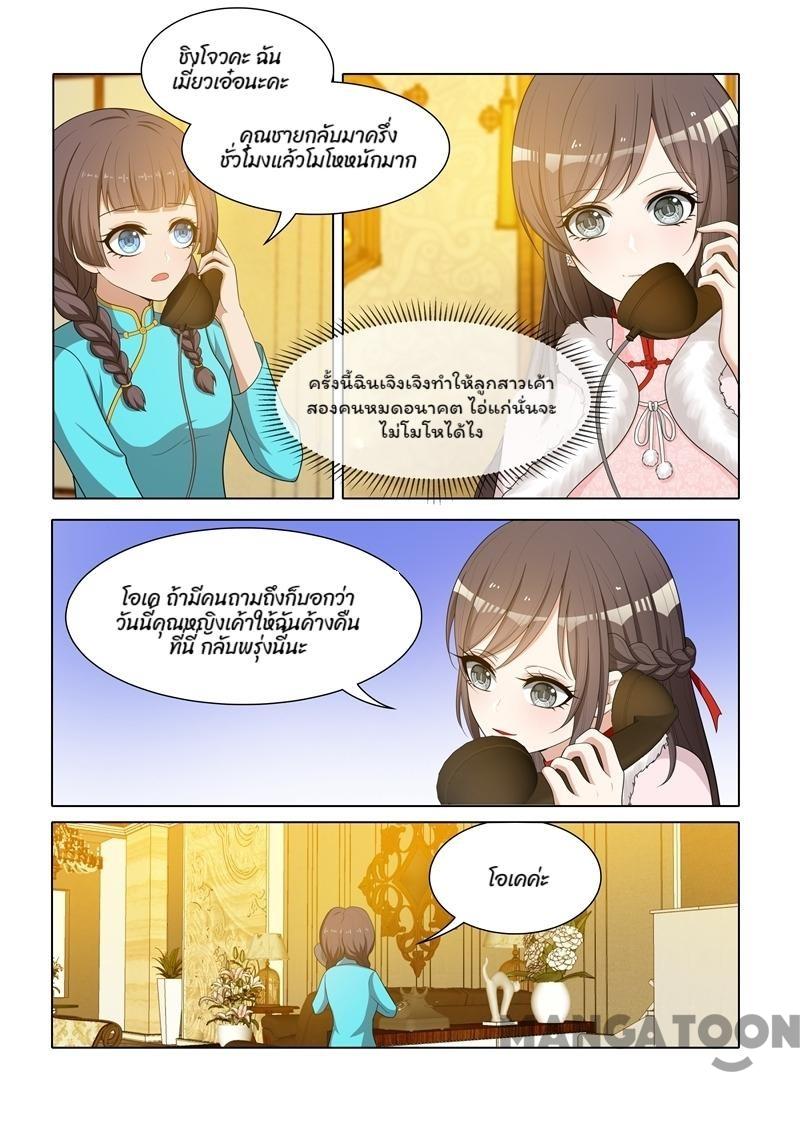 ชิงโจวคะ ฉัน
เมี่ยวเอ๋อนะคะ
คุณชายกลับมาครึ่ง
ชั่วโมงแล้วโมโหหนักมาก
ครั้งนี้ฉินเจิงเจิงทำให้ลูกสาวเค้า
สองคนหมดอนาคต ไอ่แก่นั่นจะ
ไม่โมโหได้ไง
โอเค ถ้ามีคนถามถึงก็บอกว่า
วันนี้คุณหญิงเค้าให้ฉันค้างคืน
ที่นี่ กลับพรุ่งนี้นะ
โอเคค่ะ
MANGATOON